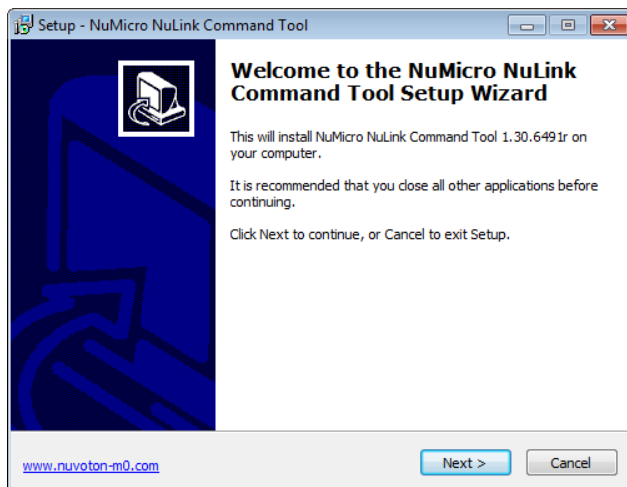 Setup - NuMicro NuLink Command Tool
Welcome to the NuMicro NuLink
Command Tool Setup Wizard
This will install NuMicro NuLink Command Tool 1.30.6491r on
your computer.
It is recommended that you close all other applications before
continuing.
Click Next to continue, or Cancel to exit Setup.
www.nuvoton-m0.com
Next >
Cancel